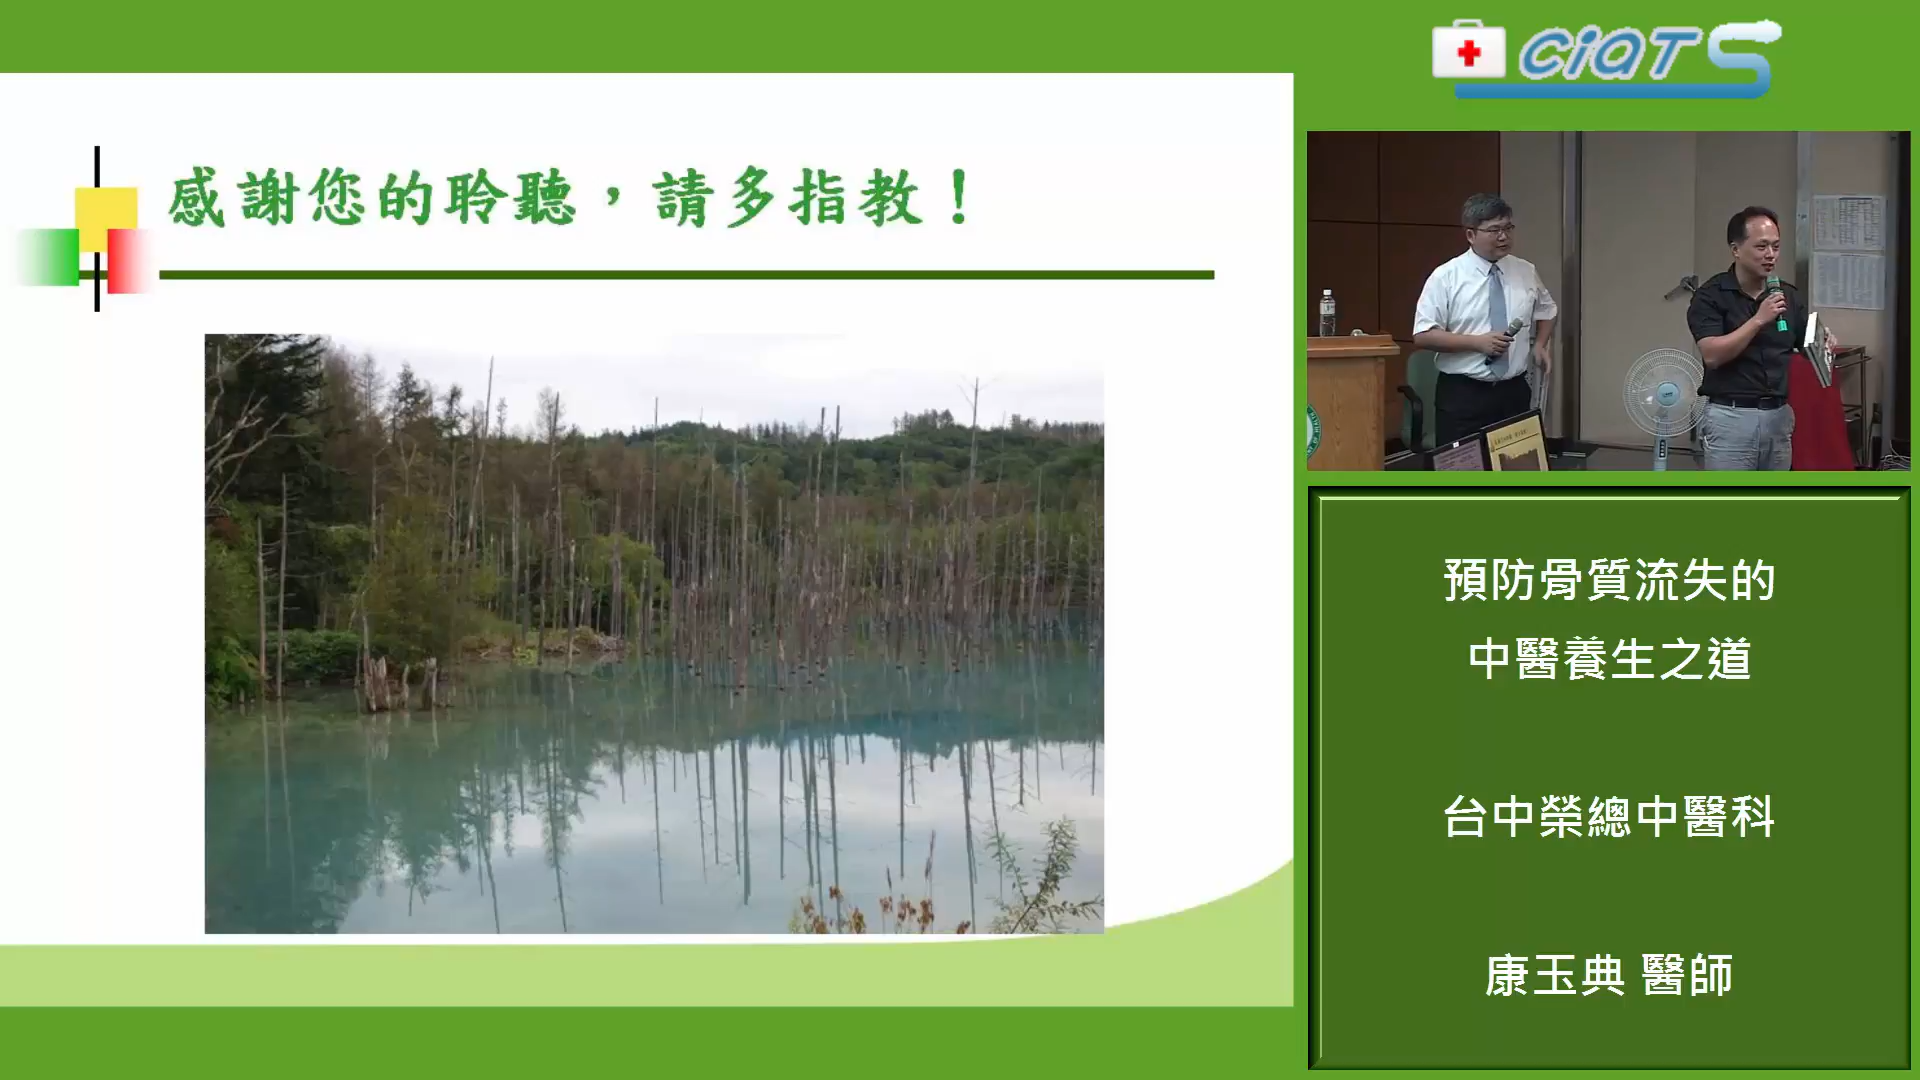 感謝您的聆聽，請多指教！
CiaTS
預防骨質流失的
中醫養生之道
台中榮總中醫科
康玉典 醫師